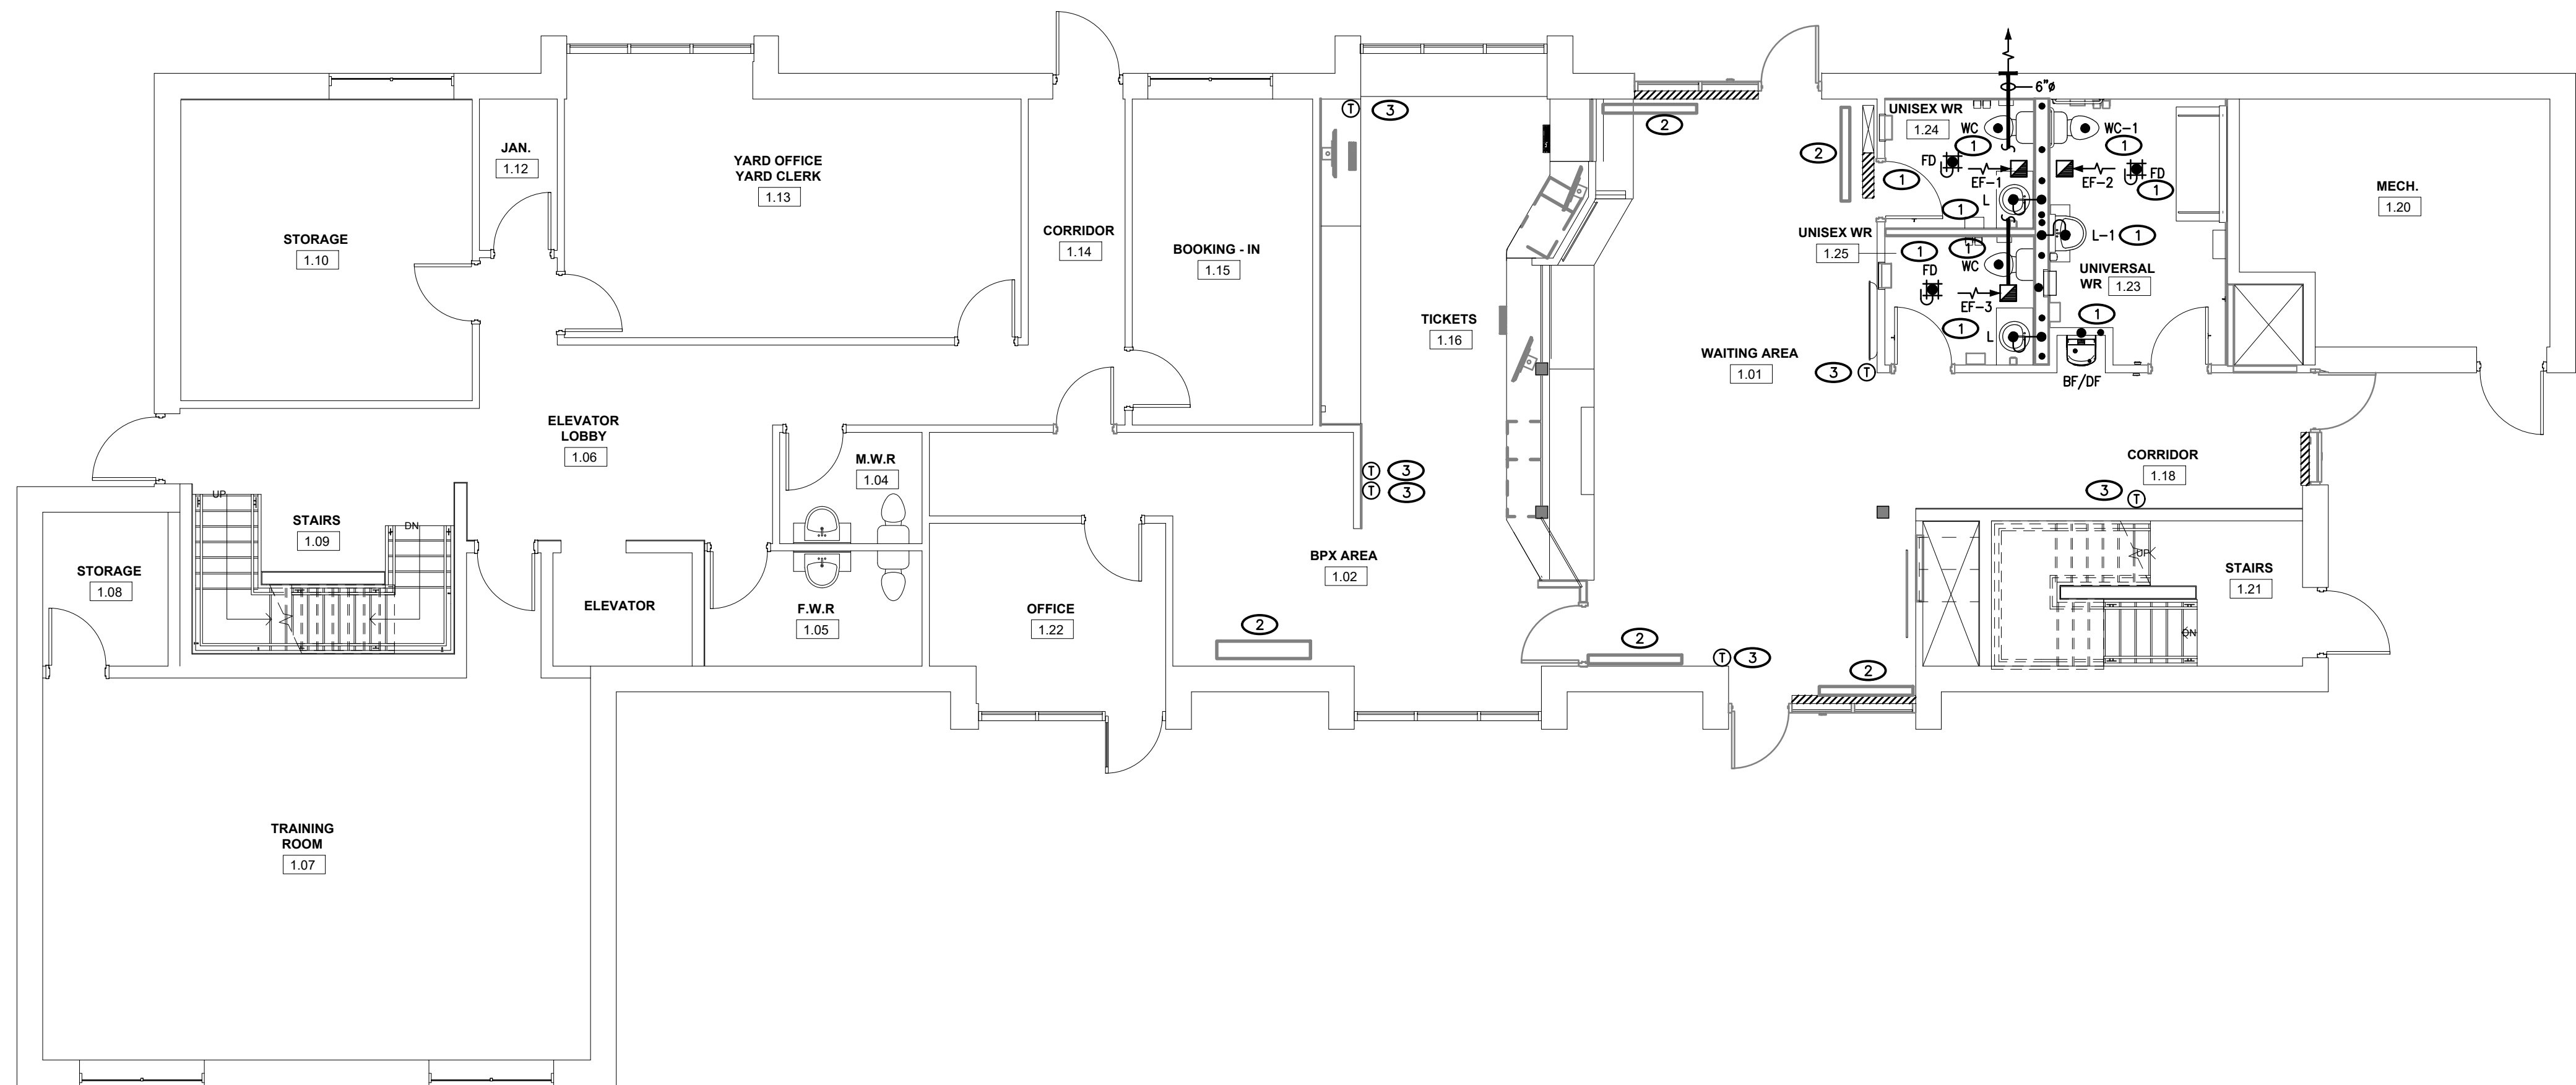 6"ø
UNISEX WR
1.24
WC
1
WC-1
1
3
T
2
2
FD
EF-1
EF-2
FD
1
1
1
L
JAN.
1.12
YARD OFFICE
YARD CLERK
1.13
MECH.
1.20
STORAGE
1.10
CORRIDOR
1.14
BOOKING - IN
1.15
UNISEX WR
1.25
1
1
WC
L-1
1
FD
UNIVERSAL
WR
1.23
EF-3
1
1
L
BF/DF
TICKETS
1.16
WAITING AREA
1.01
3
T
ELEVATOR
LOBBY
1.06
M.W.R
1.04
T
3
T
3
CORRIDOR
1.18
3
T
UP
STAIRS
1.09
DN
STORAGE
1.08
ELEVATOR
F.W.R
1.05
OFFICE
1.22
BPX AREA
1.02
2
2
T
3
2
UP
STAIRS
1.21
DN
TRAINING
ROOM
1.07